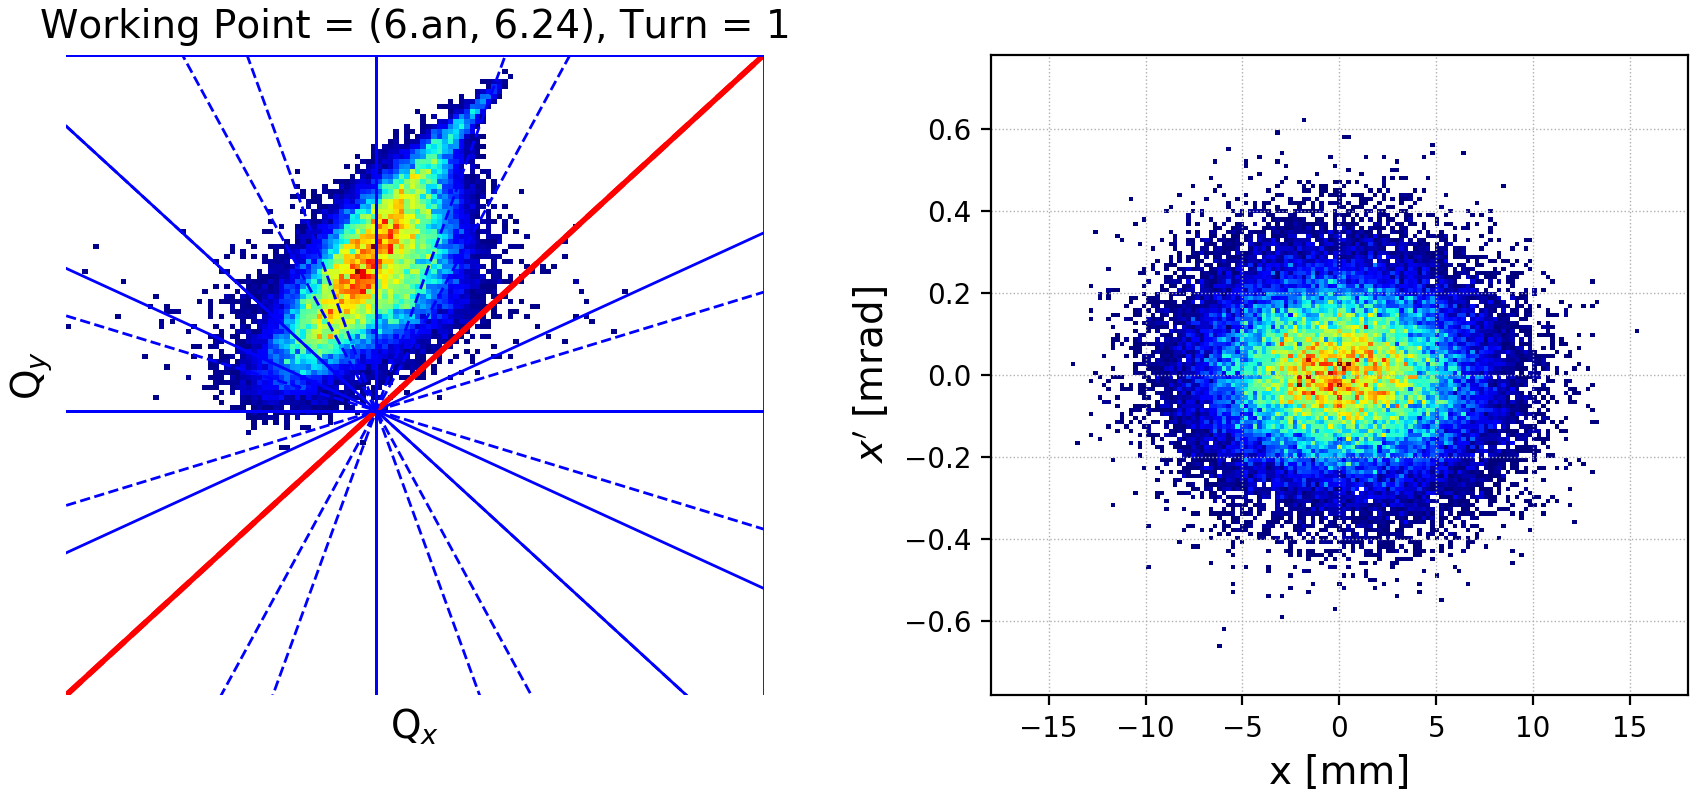 Working Point = (6.an, 6.24), Turn = 1
Q_y
Q_x
x′ [mrad]
0.6
0.4
0.2
0.0
−0.2
−0.4
−0.6
−15 −10 −5 0 5 10 15
x [mm]